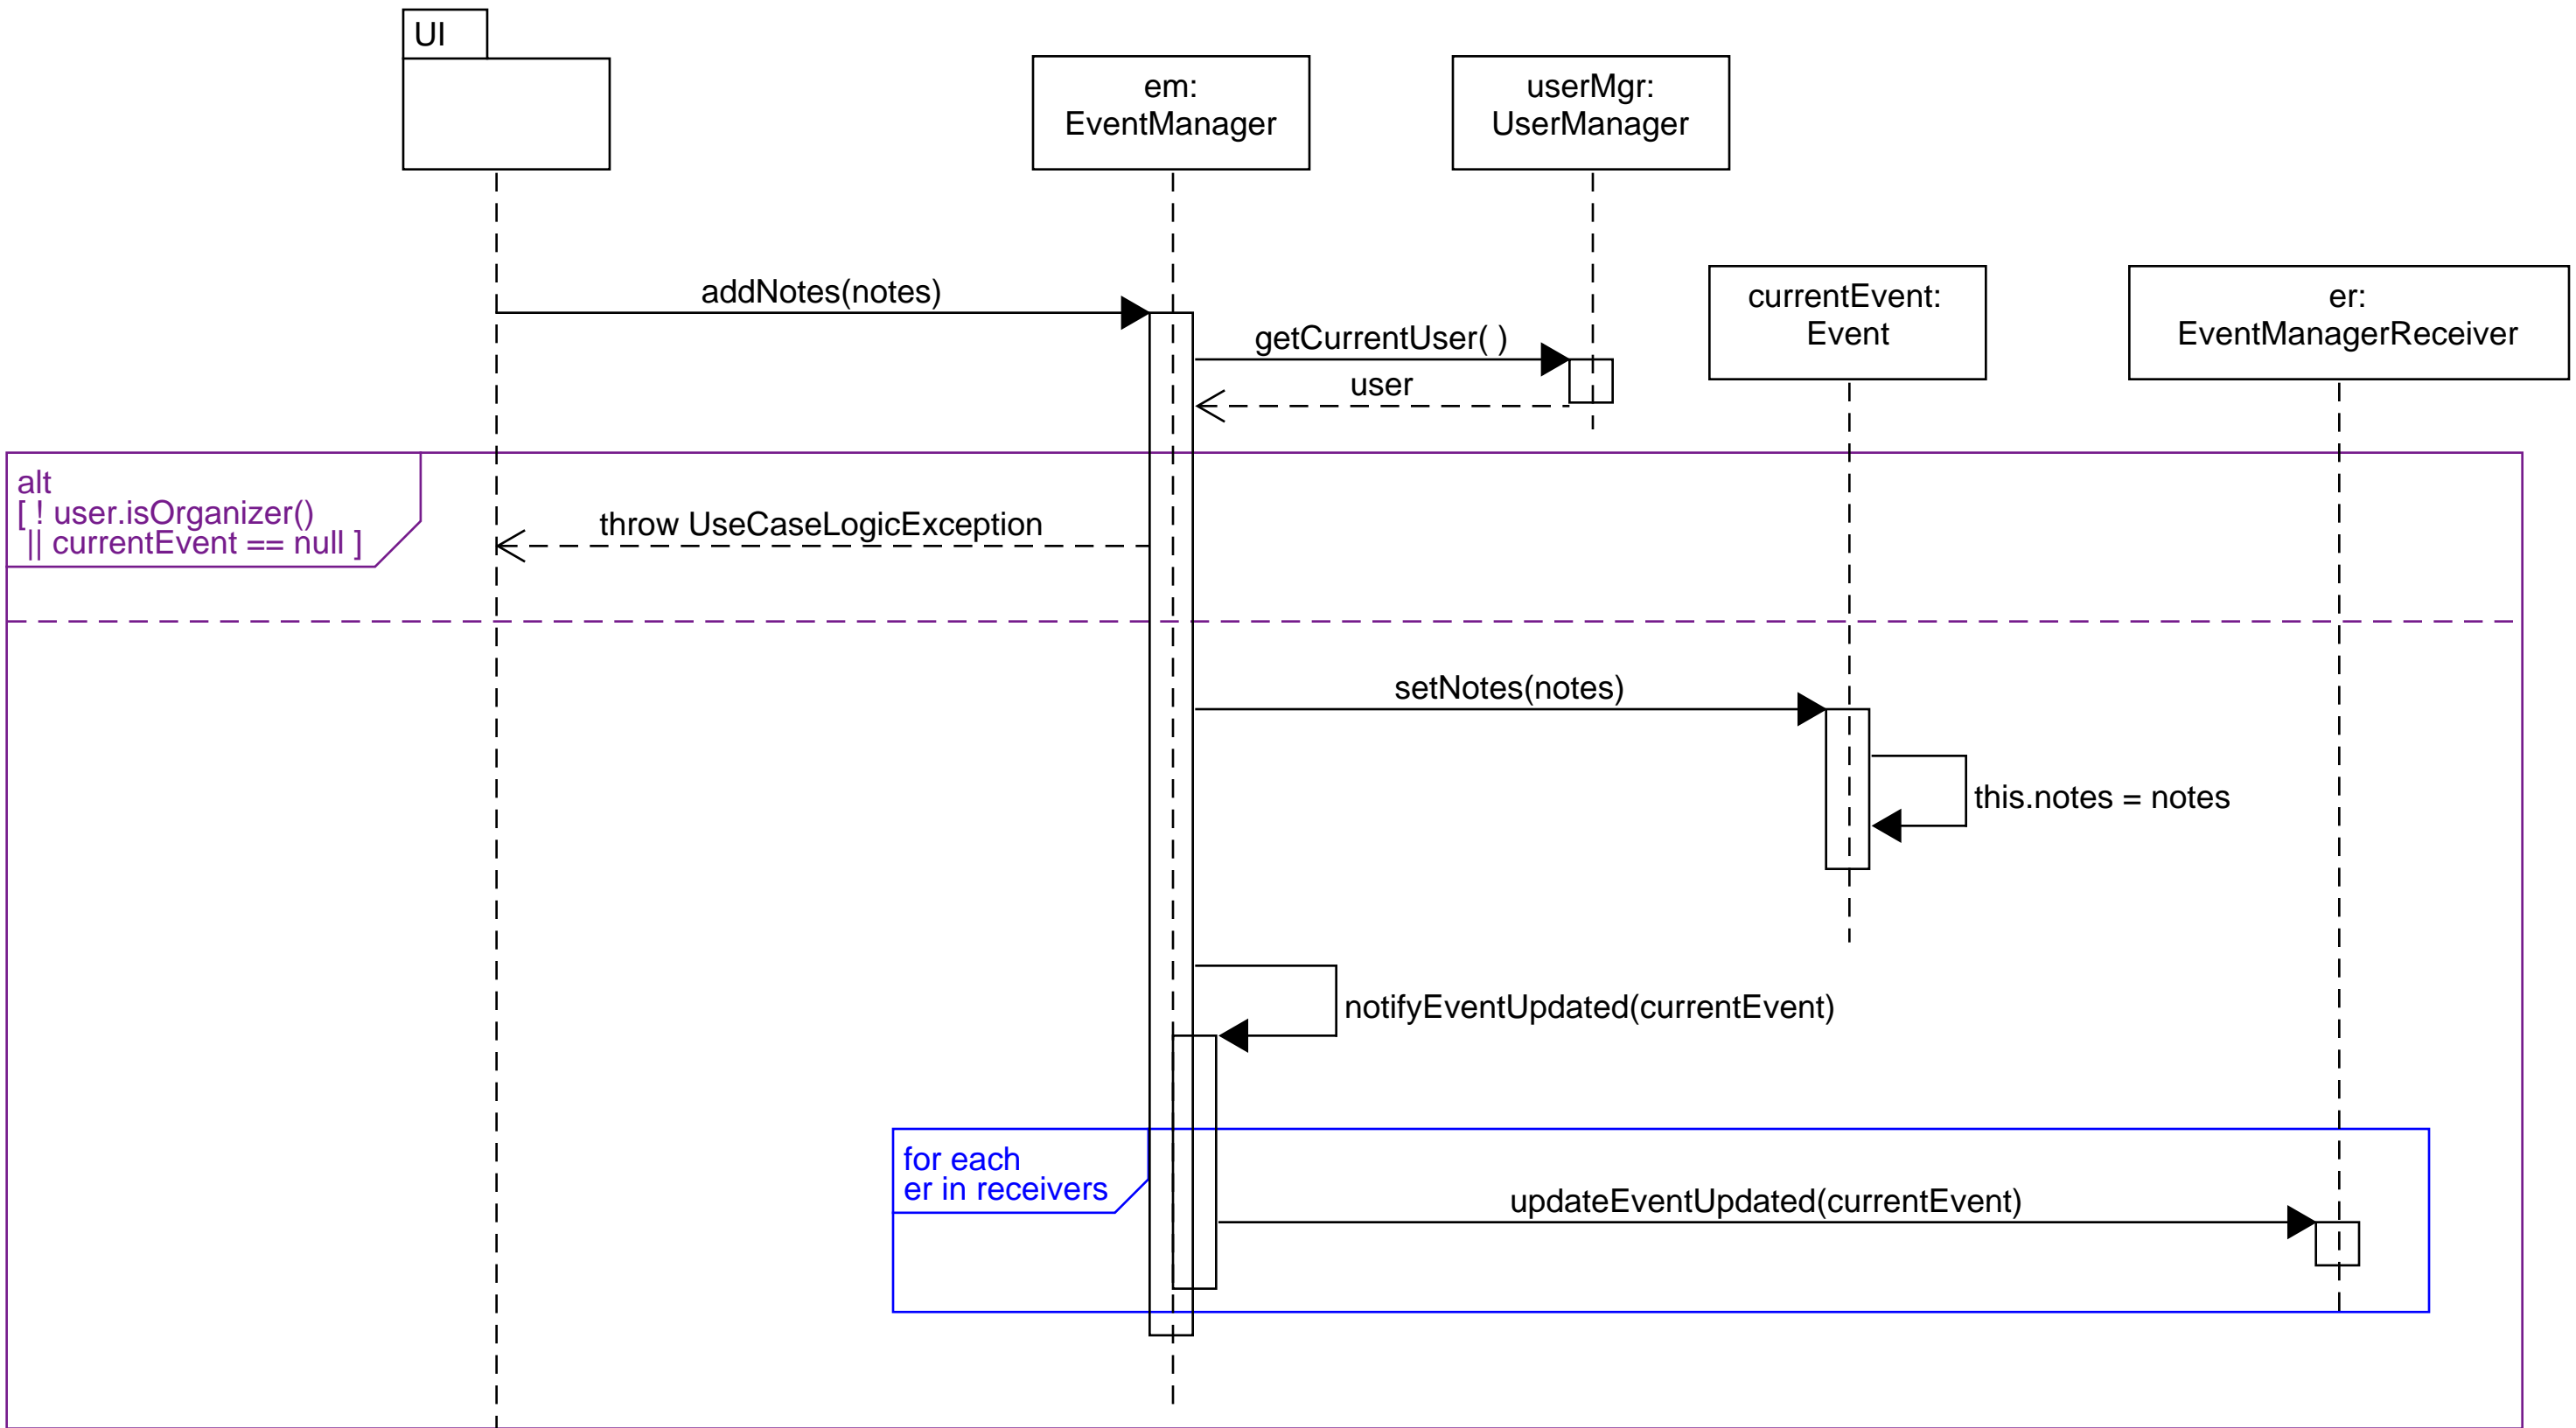 UI
em:
EventManager
userMgr:
UserManager
addNotes(notes)
currentEvent:
Event
er:
EventManagerReceiver
getCurrentUser( )
user
alt
[ ! user.isOrganizer()
|| currentEvent == null ]
throw UseCaseLogicException
setNotes(notes)
this.notes = notes
notifyEventUpdated(currentEvent)
for each
er in receivers
updateEventUpdated(currentEvent)